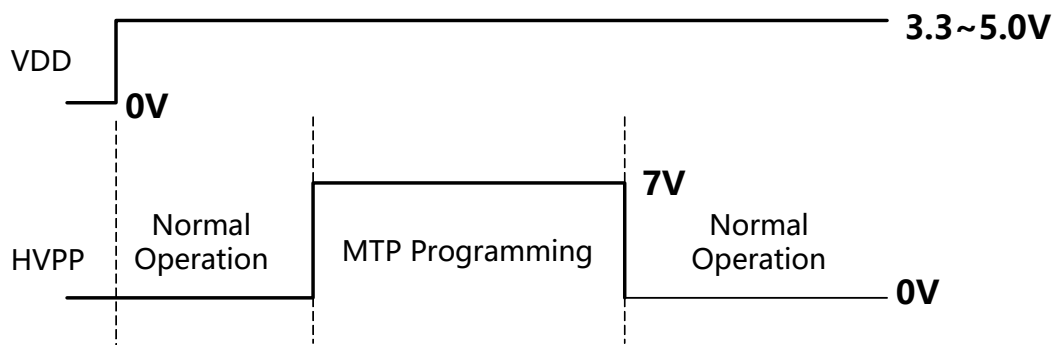 3.3~5.0V
VDD
0V
7V
Normal
Operation
MTP Programming
Normal
Operation
HVPP
0V